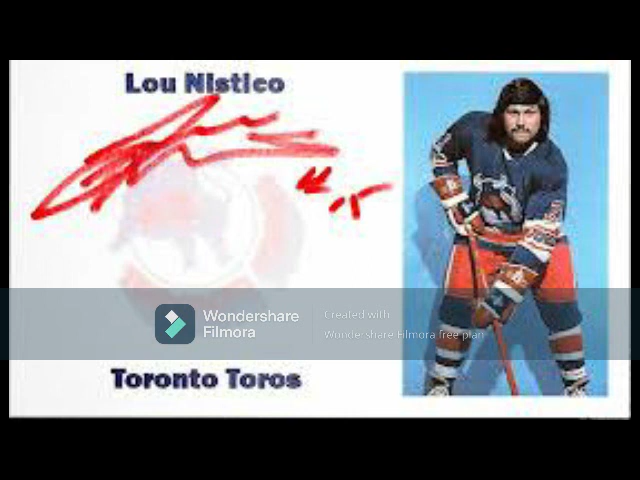 Lou Nistico
Wondershare
Filmora
Created with
Wondershare Filmora free plan
Toronto Toros